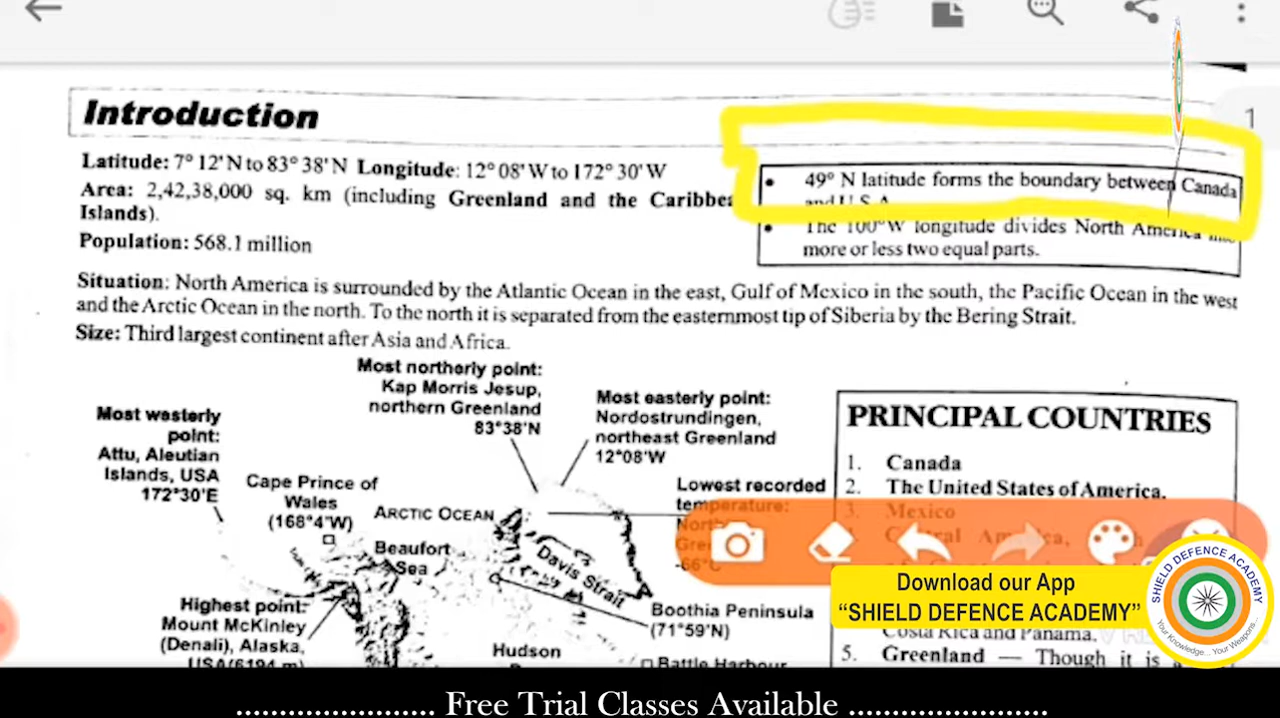 1
Introduction
Latitude: 7° 12' N to 83° 38' N Longitude: 12° 08' W to 172° 30' W
Area: 2,42,38,000 sq. km (including Greenland and the Caribbe
Islands).
Population: 568.1 million
• 49° N latitude forms the boundary between Canada
and U.S.A.
• The 100° W longitude divides North America into
more or less two equal parts.
Situation: North America is surrounded by the Atlantic Ocean in the east, Gulf of Mexico in the south, the Pacific Ocean in the west
and the Arctic Ocean in the north. To the north it is separated from the easternmost tip of Siberia by the Bering Strait.
Size: Third largest continent after Asia and Africa.
Most northerly point:
Kap Morris Jesup,
northern Greenland
83°38'N
Most easterly point:
Nordostrundingen,
northeast Greenland
12°08'W
Most westerly
point:
Attu, Aleutian
Islands, USA
172°30'E
Cape Prince of
Wales
(168°4'W)
ARCTIC OCEAN
Beaufort
Sea
Davis Strait
Lowest recorded
temperature:
North
Gre
-66°C
Boothia Peninsula
(71°59'N)
Highest point:
Mount McKinley
(Denali), Alaska,
USA(6194 m)
Hudson
Battle Harbour
PRINCIPAL COUNTRIES
1. Canada
2. The United States of America.
3. Mexico
Costa Rica and Panama.
5. Greenland — Though it is a
Download our App
“SHIELD DEFENCE ACADEMY”
SHIELD DEFENCE ACADEMY
Your Knowledge... Your Weapons...
...................... Free Trial Classes Available ......................